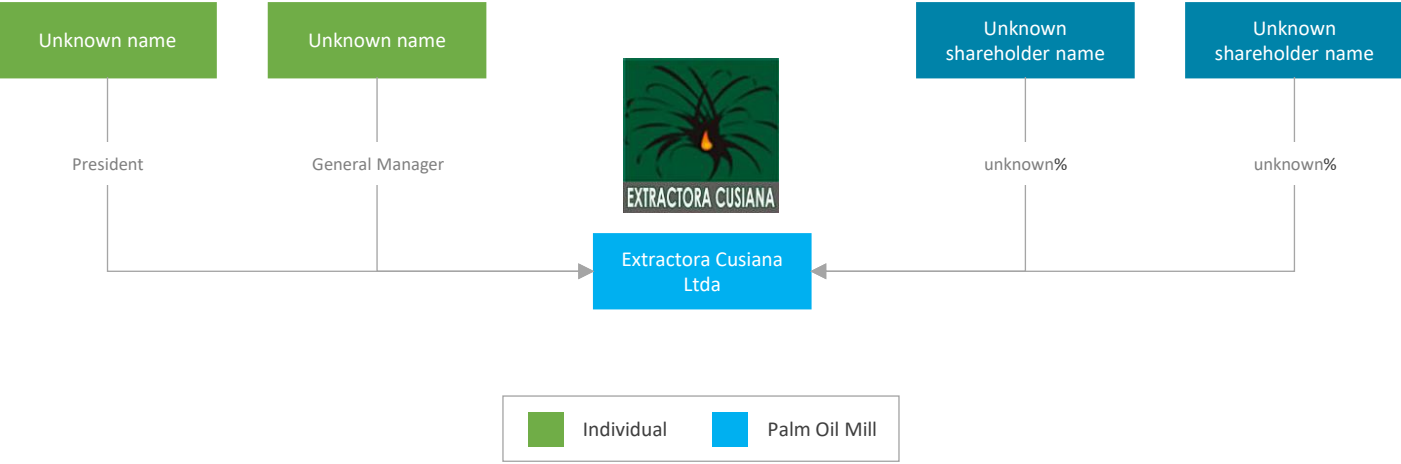 Unknown name
Unknown name
Unknown
shareholder name
Unknown
shareholder name
President
General Manager
unknown%
unknown%
EXTRACTORA CUSIANA
Extractora Cusiana
Ltda
Individual
Palm Oil Mill